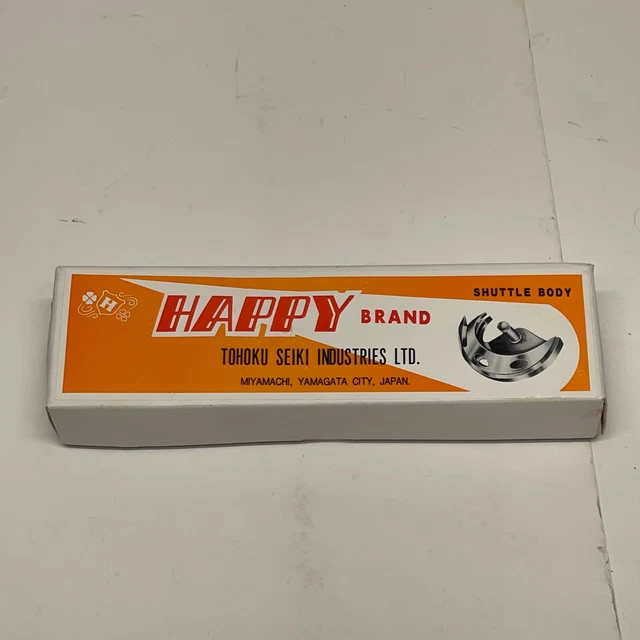 H
HAPPY BRAND
SHUTTLE BODY
TOHOKU SEIKI INDUSTRIES LTD.
MIYAMACHI, YAMAGATA CITY, JAPAN.